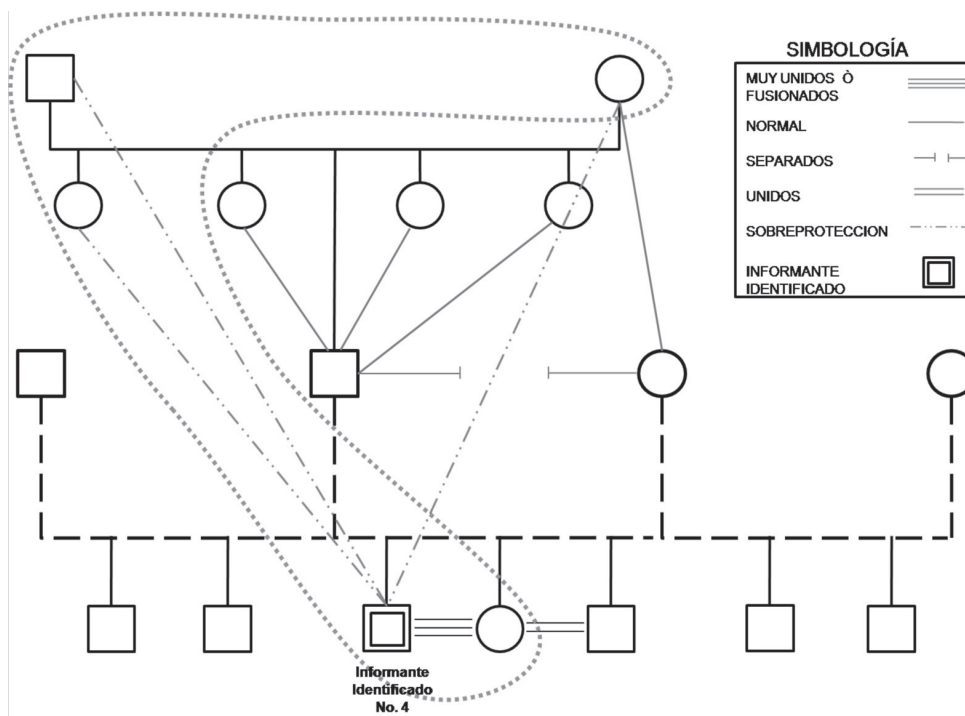 SIMBOLOGÍA
MUY UNIDOS Ò
FUSIONADOS
NORMAL
SEPARADOS
UNIDOS
SOBREPROTECCION
INFORMANTE
IDENTIFICADO
Informante
Identificado
No. 4